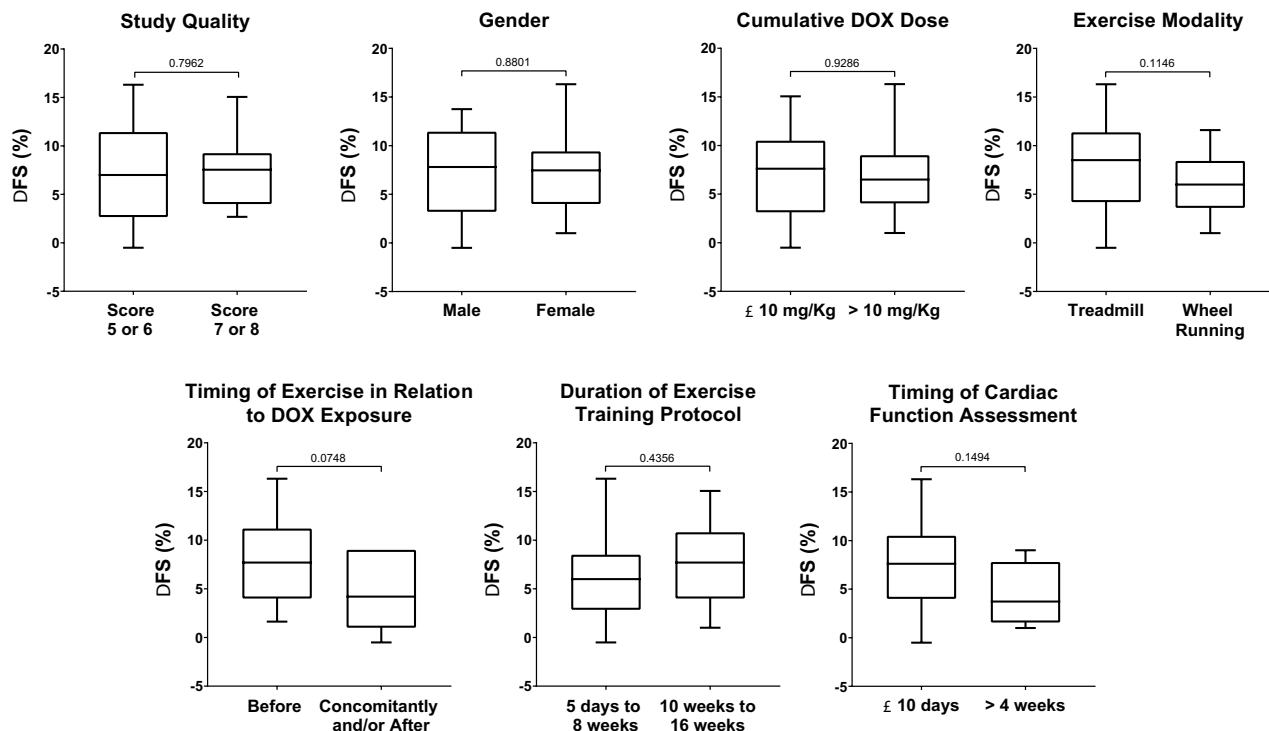 Study Quality
Gender
Cumulative DOX Dose
Exercise Modality
20
15
10
5
0
-5
DFS (%)
0.7962
Score
5 or 6
Score
7 or 8
20
15
10
5
0
-5
DFS (%)
0.8801
Male
Female
20
15
10
5
0
-5
DFS (%)
0.9286
£ 10 mg/Kg
> 10 mg/Kg
20
15
10
5
0
-5
DFS (%)
0.1146
Treadmill
Wheel
Running
Timing of Exercise in Relation
to DOX Exposure
Duration of Exercise
Training Protocol
Timing of Cardiac
Function Assessment
20
15
10
5
0
-5
DFS (%)
0.0748
Before
Concomitantly
and/or After
20
15
10
5
0
-5
DFS (%)
0.4356
5 days to
8 weeks
10 weeks to
16 weeks
20
15
10
5
0
-5
DFS (%)
0.1494
£ 10 days
> 4 weeks